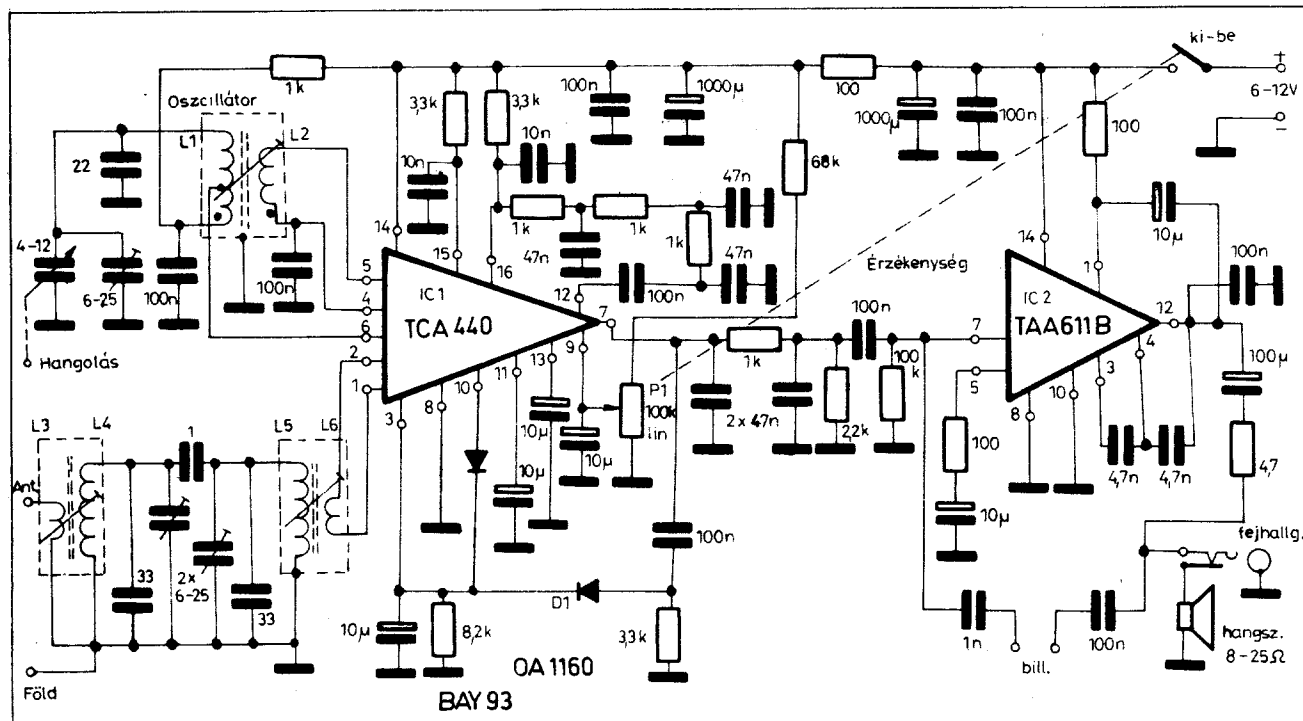 ki-be
+
6-12V
−
1k
Oszcillátor
L1
L2
3,3k
3,3k
100n
1000µ
100
1000µ
100n
100
22
10n
10n
68k
47n
1k
1k
1k
47n
47n
100n
10µ
100n
4-12
6-25
100n
100n
Hangolás
14
15
16
5
4
6
2
1
3
8
10
11
13
9
12
7
IC1
TCA 440
Érzékenység
100n
14
1
7
5
8
10
3
4
12
IC 2
TAA611B
1k
P1
100k
lin
2 x 47n
2,2k
100
k
100
10µ
4,7n
4,7n
100µ
4,7
L3
L4
1
L5
L6
Ant.
33
2x
6-25
33
Föld
10µ
10µ
10µ
10µ
8,2k
D1
3,3k
100n
OA 1160
BAY 93
1n
bill.
100n
fejhallg.
hangsz.
8-25Ω